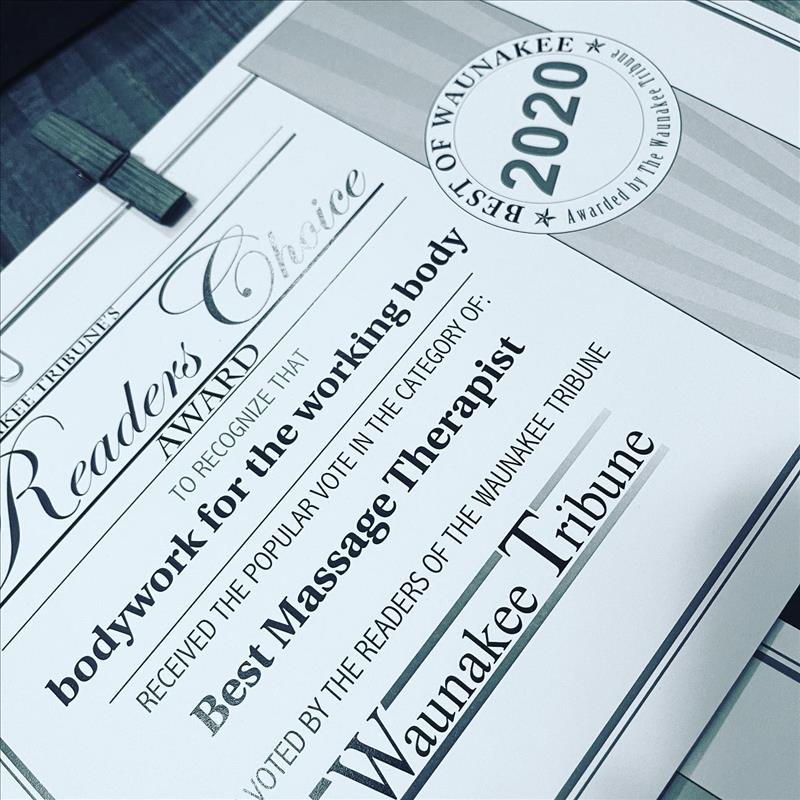 BEST OF WAUNAKEE
2020
Awarded by The Waunakee Tribune
KEE TRIBUNE'S
Readers Choice
AWARD
TO RECOGNIZE THAT
bodywork for the working body
RECEIVED THE POPULAR VOTE IN THE CATEGORY OF:
Best Massage Therapist
VOTED BY THE READERS OF THE WAUNAKEE TRIBUNE
Waunakee Tribune